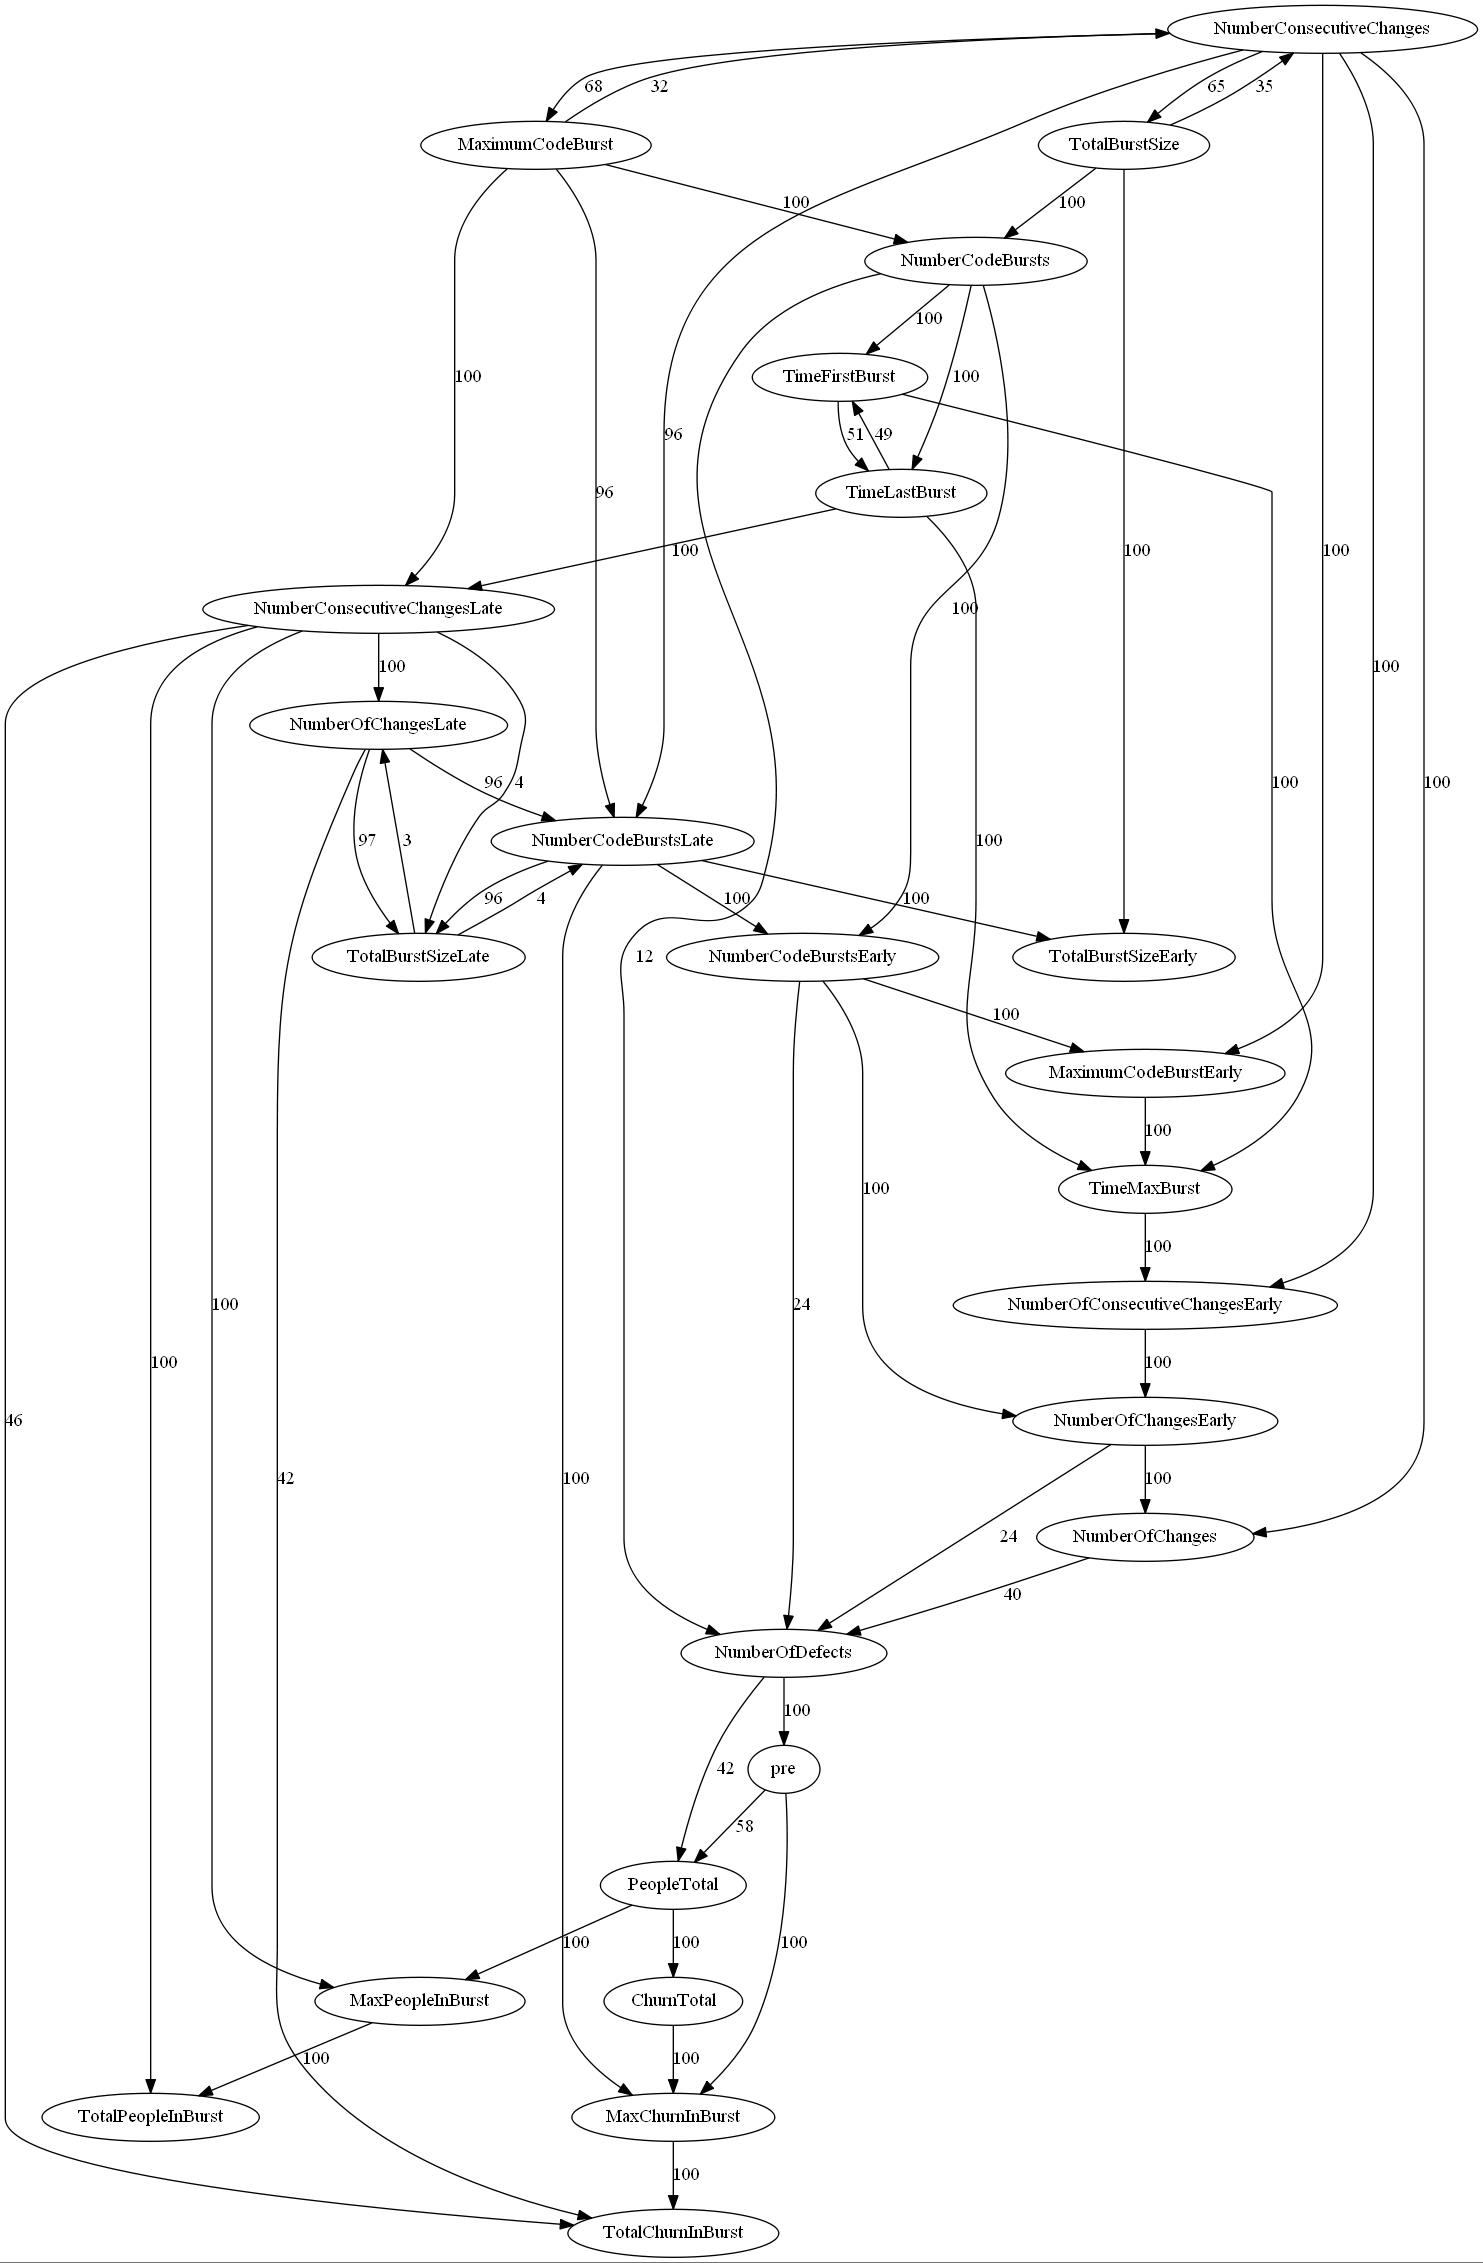 NumberConsecutiveChanges
68
32
65
35
MaximumCodeBurst
TotalBurstSize
100
100
NumberCodeBursts
100
TimeFirstBurst
100
100
96
51
49
96
TimeLastBurst
100
100
100
100
NumberConsecutiveChangesLate
100
100
100
NumberOfChangesLate
96
4
100
100
97
3
NumberCodeBurstsLate
100
96
4
100
100
TotalBurstSizeLate
12
NumberCodeBurstsEarly
TotalBurstSizeEarly
100
MaximumCodeBurstEarly
100
100
TimeMaxBurst
100
100
24
NumberOfConsecutiveChangesEarly
100
100
46
NumberOfChangesEarly
42
100
100
24
NumberOfChanges
40
NumberOfDefects
100
pre
42
58
PeopleTotal
100
100
100
MaxPeopleInBurst
ChurnTotal
100
100
TotalPeopleInBurst
MaxChurnInBurst
100
TotalChurnInBurst